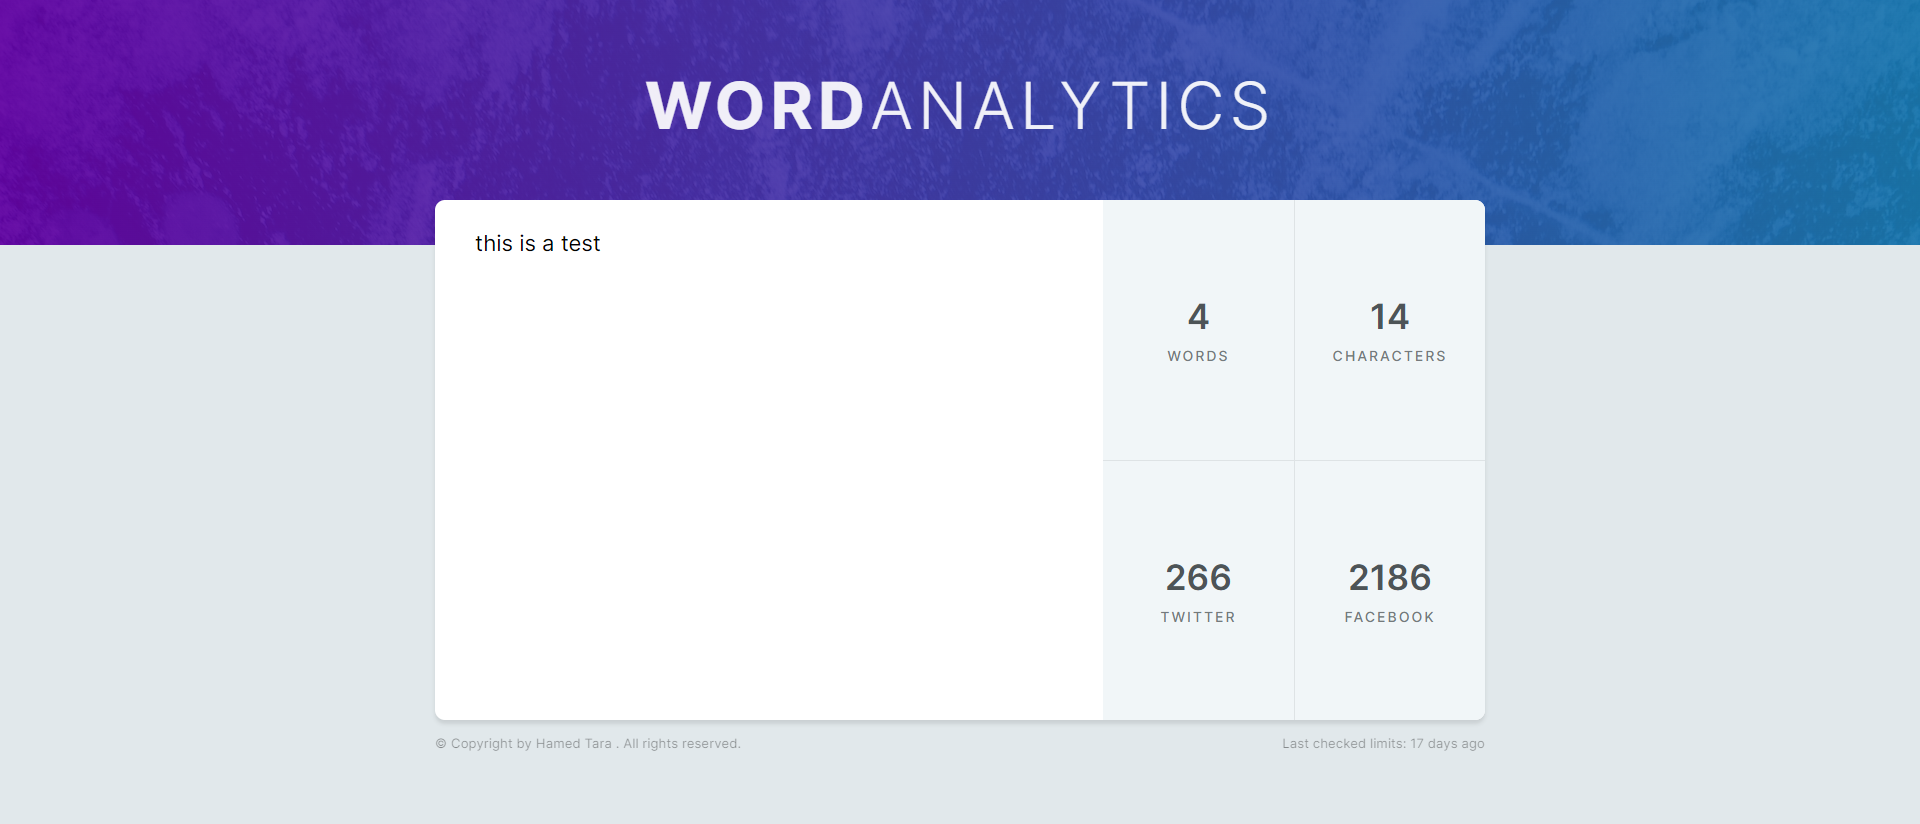 WORDANALYTICS
this is a test
4
WORDS
14
CHARACTERS
266
TWITTER
2186
FACEBOOK
© Copyright by Hamed Tara . All rights reserved.
Last checked limits: 17 days ago